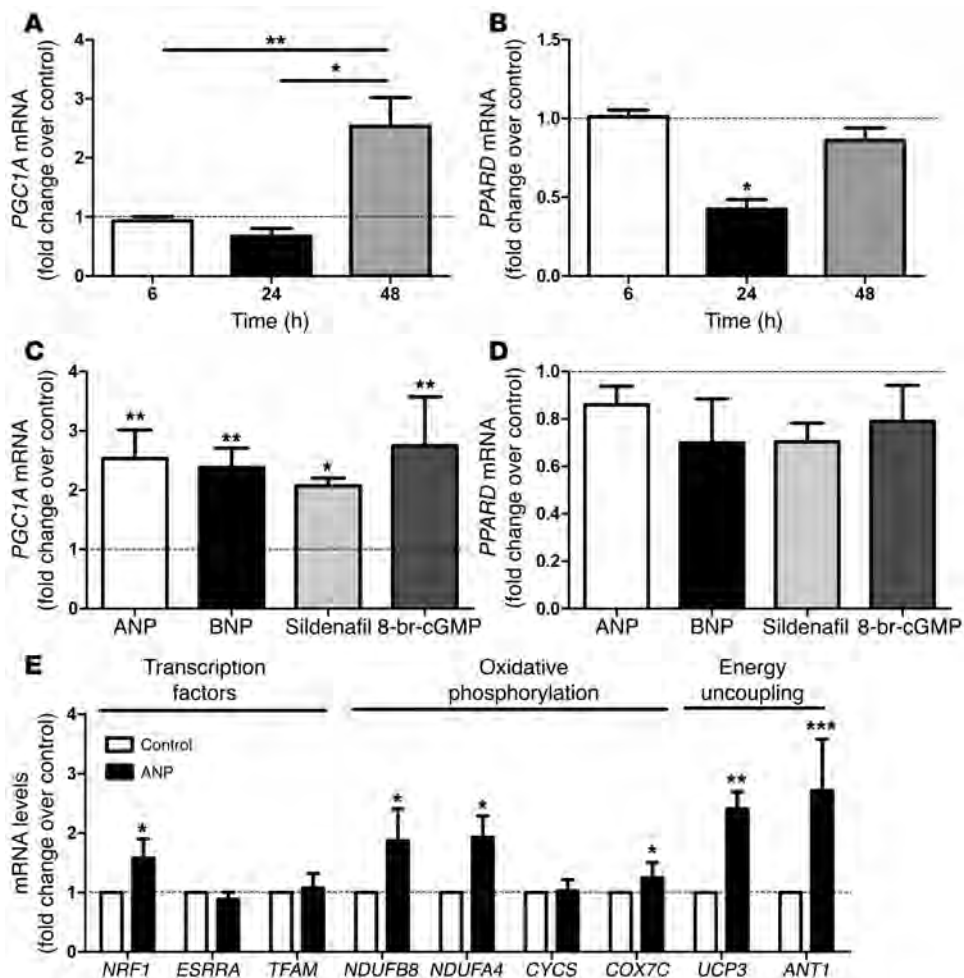 A
PGC1A mRNA
(fold change over control)
4
3
2
1
0
**
*
6 24 48
Time (h)
B
PPARD mRNA
(fold change over control)
1.5
1.0
0.5
0.0
*
6 24 48
Time (h)
C
PGC1A mRNA
(fold change over control)
4
3
2
1
0
** ** * **
ANP BNP Sildenafil 8-br-cGMP
D
PPARD mRNA
(fold change over control)
1.0
0.8
0.6
0.4
0.2
0.0
ANP BNP Sildenafil 8-br-cGMP
E
Transcription
factors
Oxidative
phosphorylation
Energy
uncoupling
mRNA levels
(fold change over control)
4
3
2
1
0
Control
ANP
* * * * ** ***
NRF1 ESRRA TFAM NDUFB8 NDUFA4 CYCS COX7C UCP3 ANT1